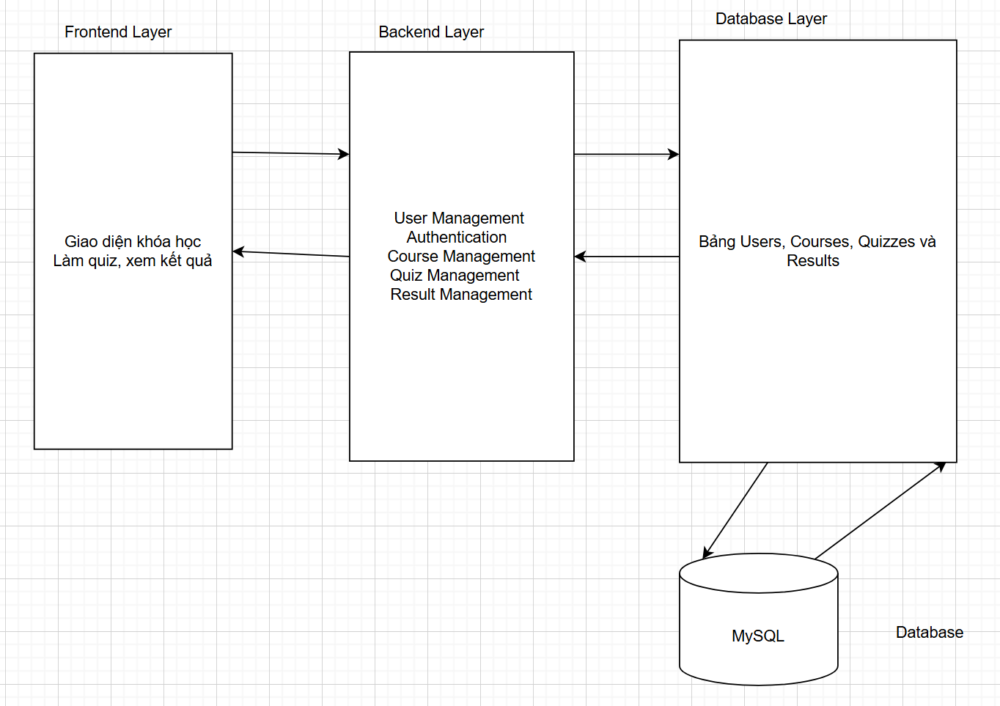 Frontend Layer
Backend Layer
Database Layer
Giao diện khóa học
Làm quiz, xem kết quả
User Management
Authentication
Course Management
Quiz Management
Result Management
Bảng Users, Courses, Quizzes và
Results
MySQL
Database